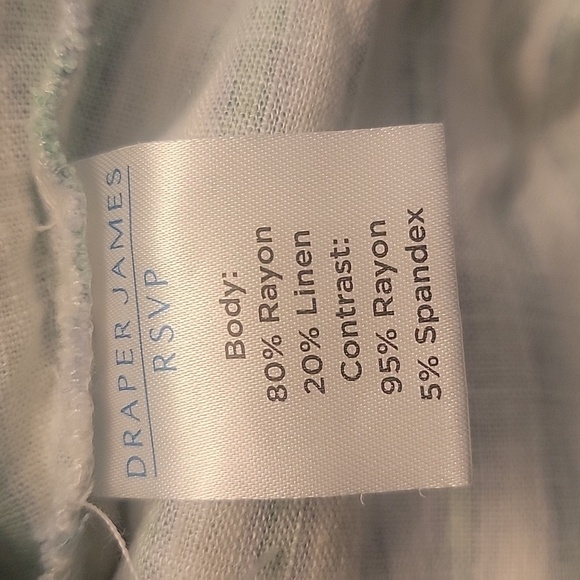 DRAPER JAMES
RSVP
Body:
80% Rayon
20% Linen
Contrast:
95% Rayon
5% Spandex